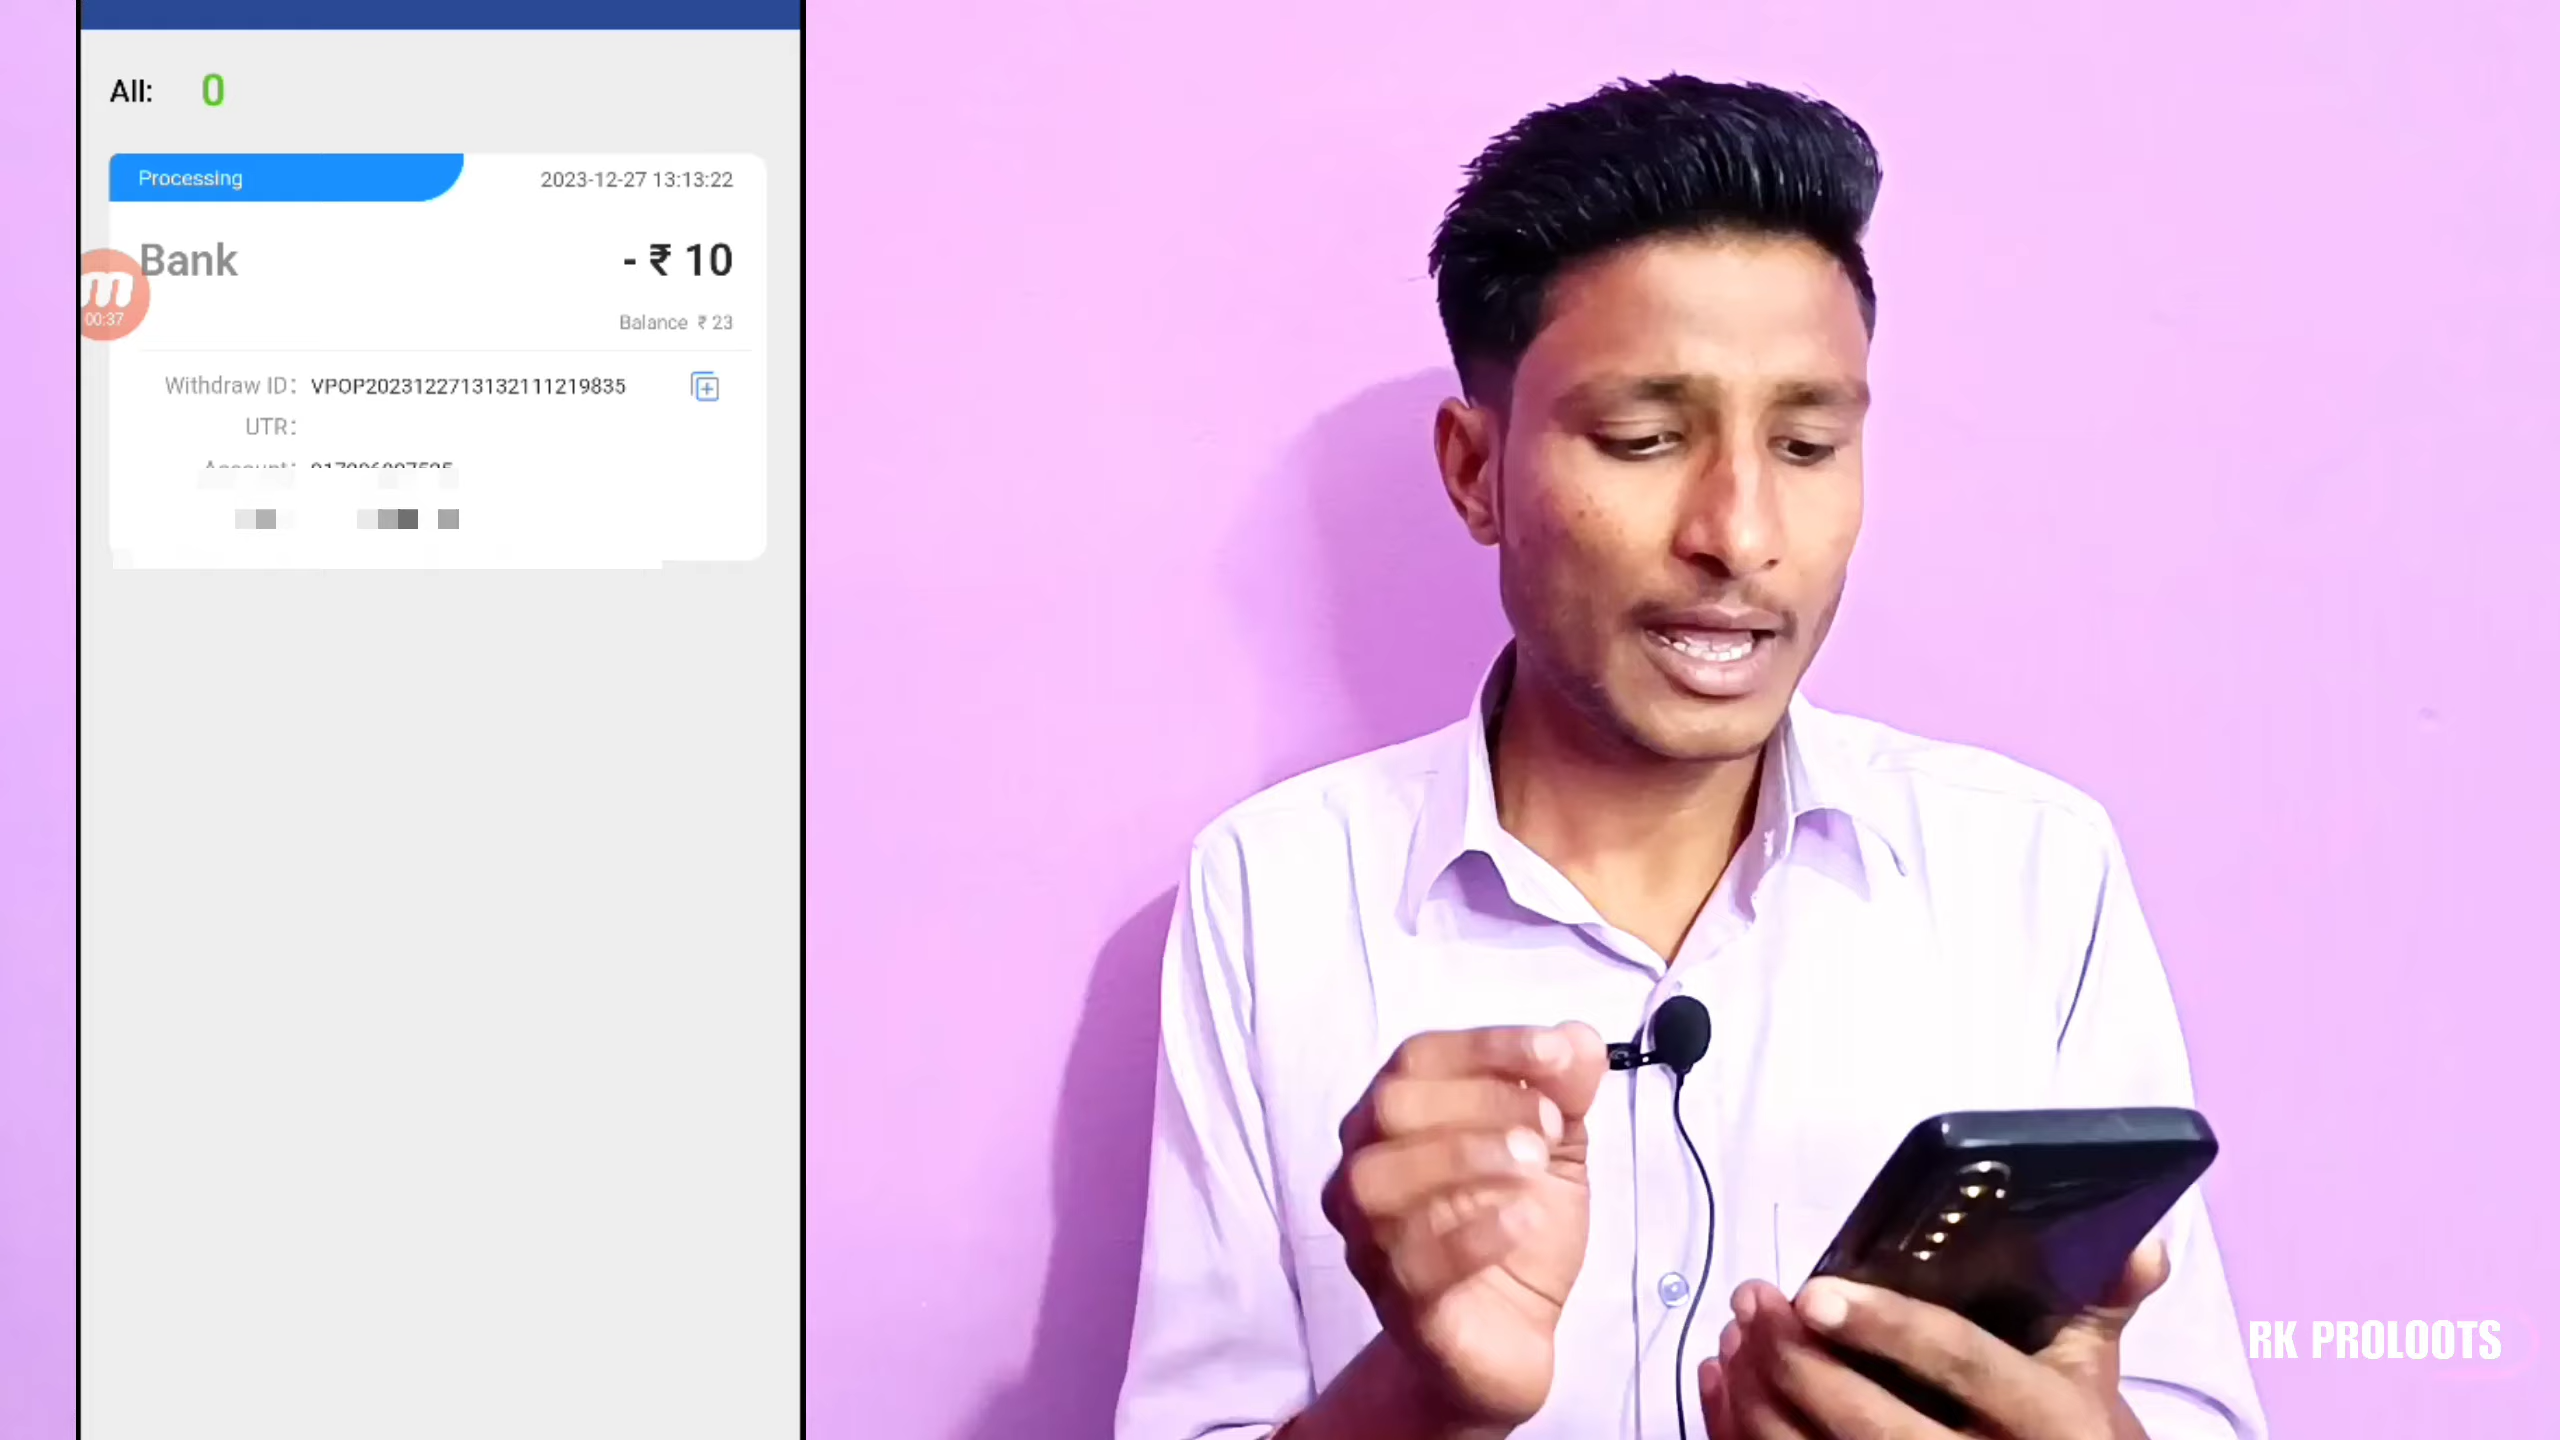 All: 0
Processing 2023-12-27 13:13:22
Bank - ₹ 10
00:37
Balance ₹ 23
Withdraw ID: VPOP2023122713132111219835
UTR:
RK PROLOOTS